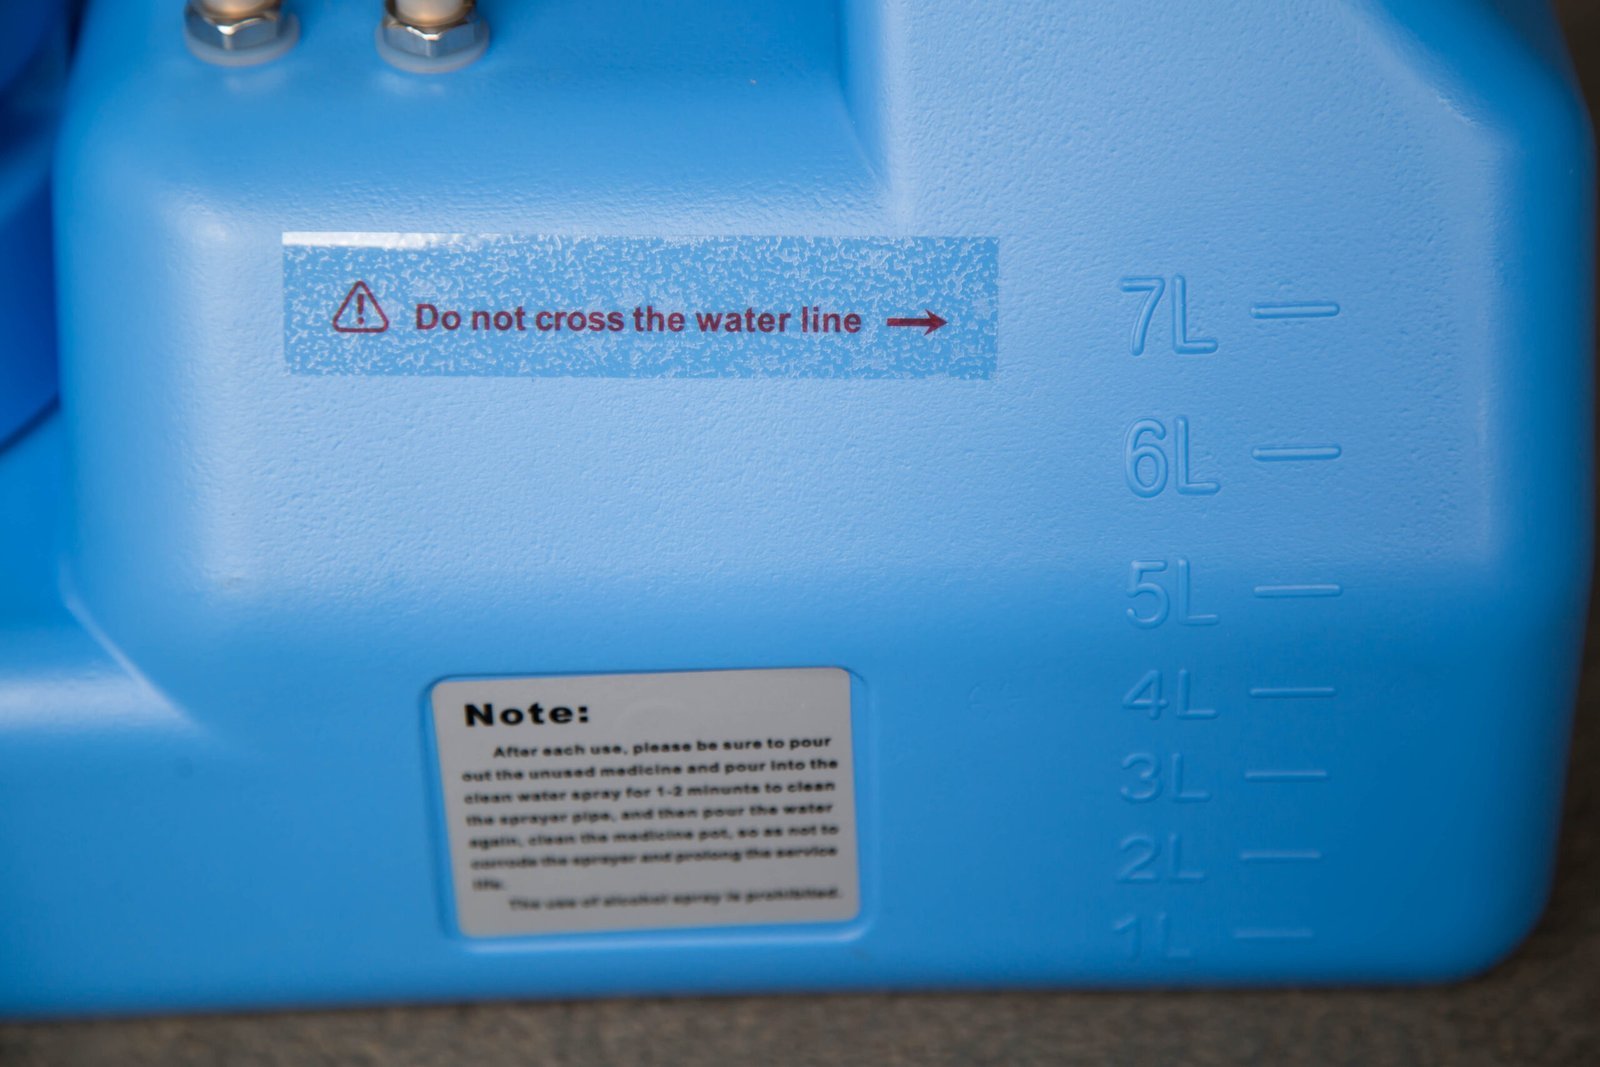 Do not cross the water line
7L
6L
5L
4L
3L
2L
1L
Note:
After each use, please be sure to pour
out the unused medicine and pour into the
clean water spray for 1-2 minunts to clean
the sprayer pipe, and then pour the water
again, clean the medicine pot, so as not to
corrode the sprayer and prolong the service
life.
The use of alcohol spray is prohibited.